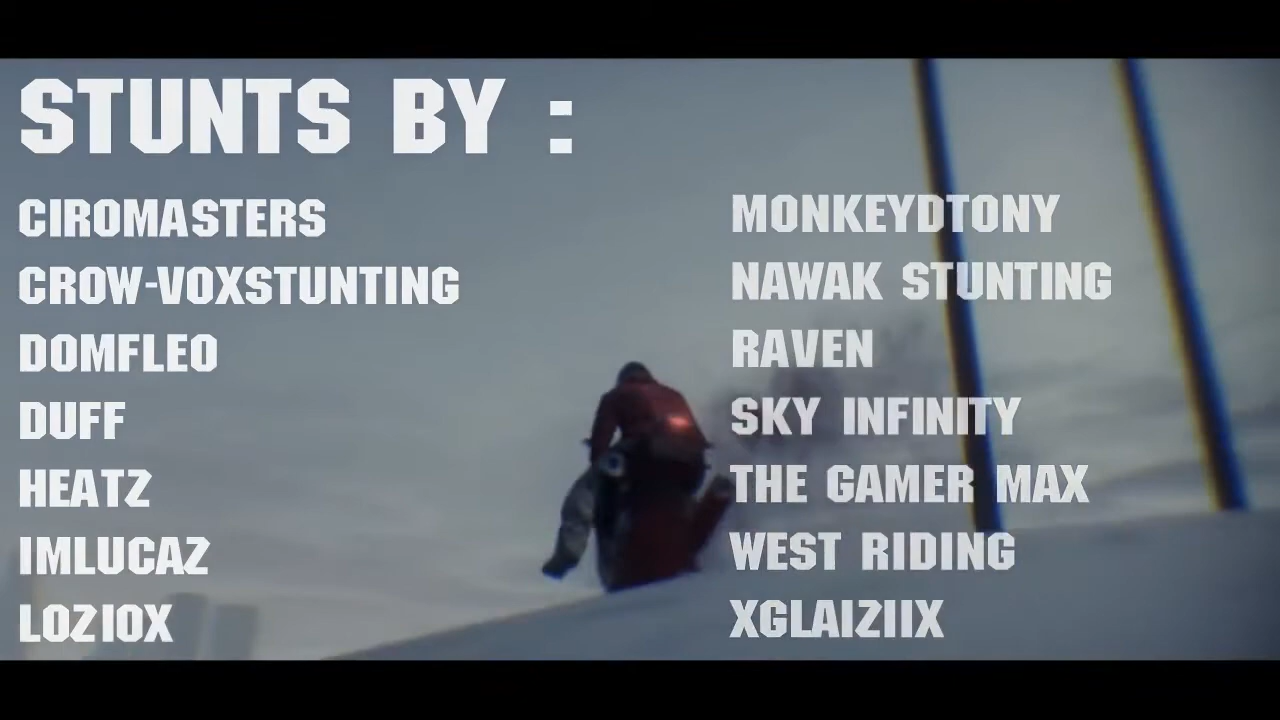 STUNTS BY :
CIROMASTERS
CROW-VOXSTUNTING
DOMFLEO
DUFF
HEATZ
IMLUCAZ
LOZIOX
MONKEYDTONY
NAWAK STUNTING
RAVEN
SKY INFINITY
THE GAMER MAX
WEST RIDING
XGLAIZIIX